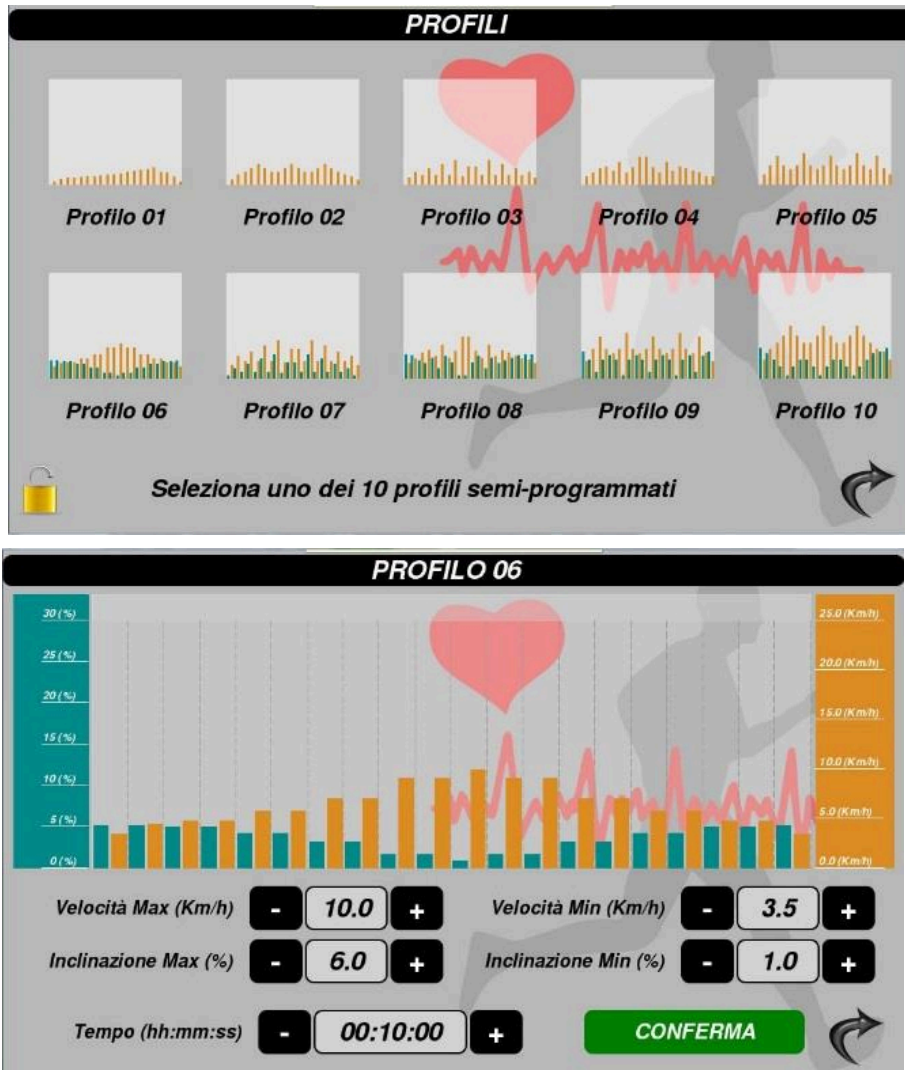 PROFILI
Profilo 01 Profilo 02 Profilo 03 Profilo 04 Profilo 05
Profilo 06 Profilo 07 Profilo 08 Profilo 09 Profilo 10
Seleziona uno dei 10 profili semi-programmati
PROFILO 06
30 (%) 25.0 (Km/h)
25 (%) 20.0 (Km/h)
20 (%)
15 (%) 15.0 (Km/h)
10 (%) 10.0 (Km/h)
5 (%) 5.0 (Km/h)
0 (%) 0.0 (Km/h)
Velocità Max (Km/h) - 10.0 + Velocità Min (Km/h) - 3.5 +
Inclinazione Max (%) - 6.0 + Inclinazione Min (%) - 1.0 +
Tempo (hh:mm:ss) - 00:10:00 + CONFERMA